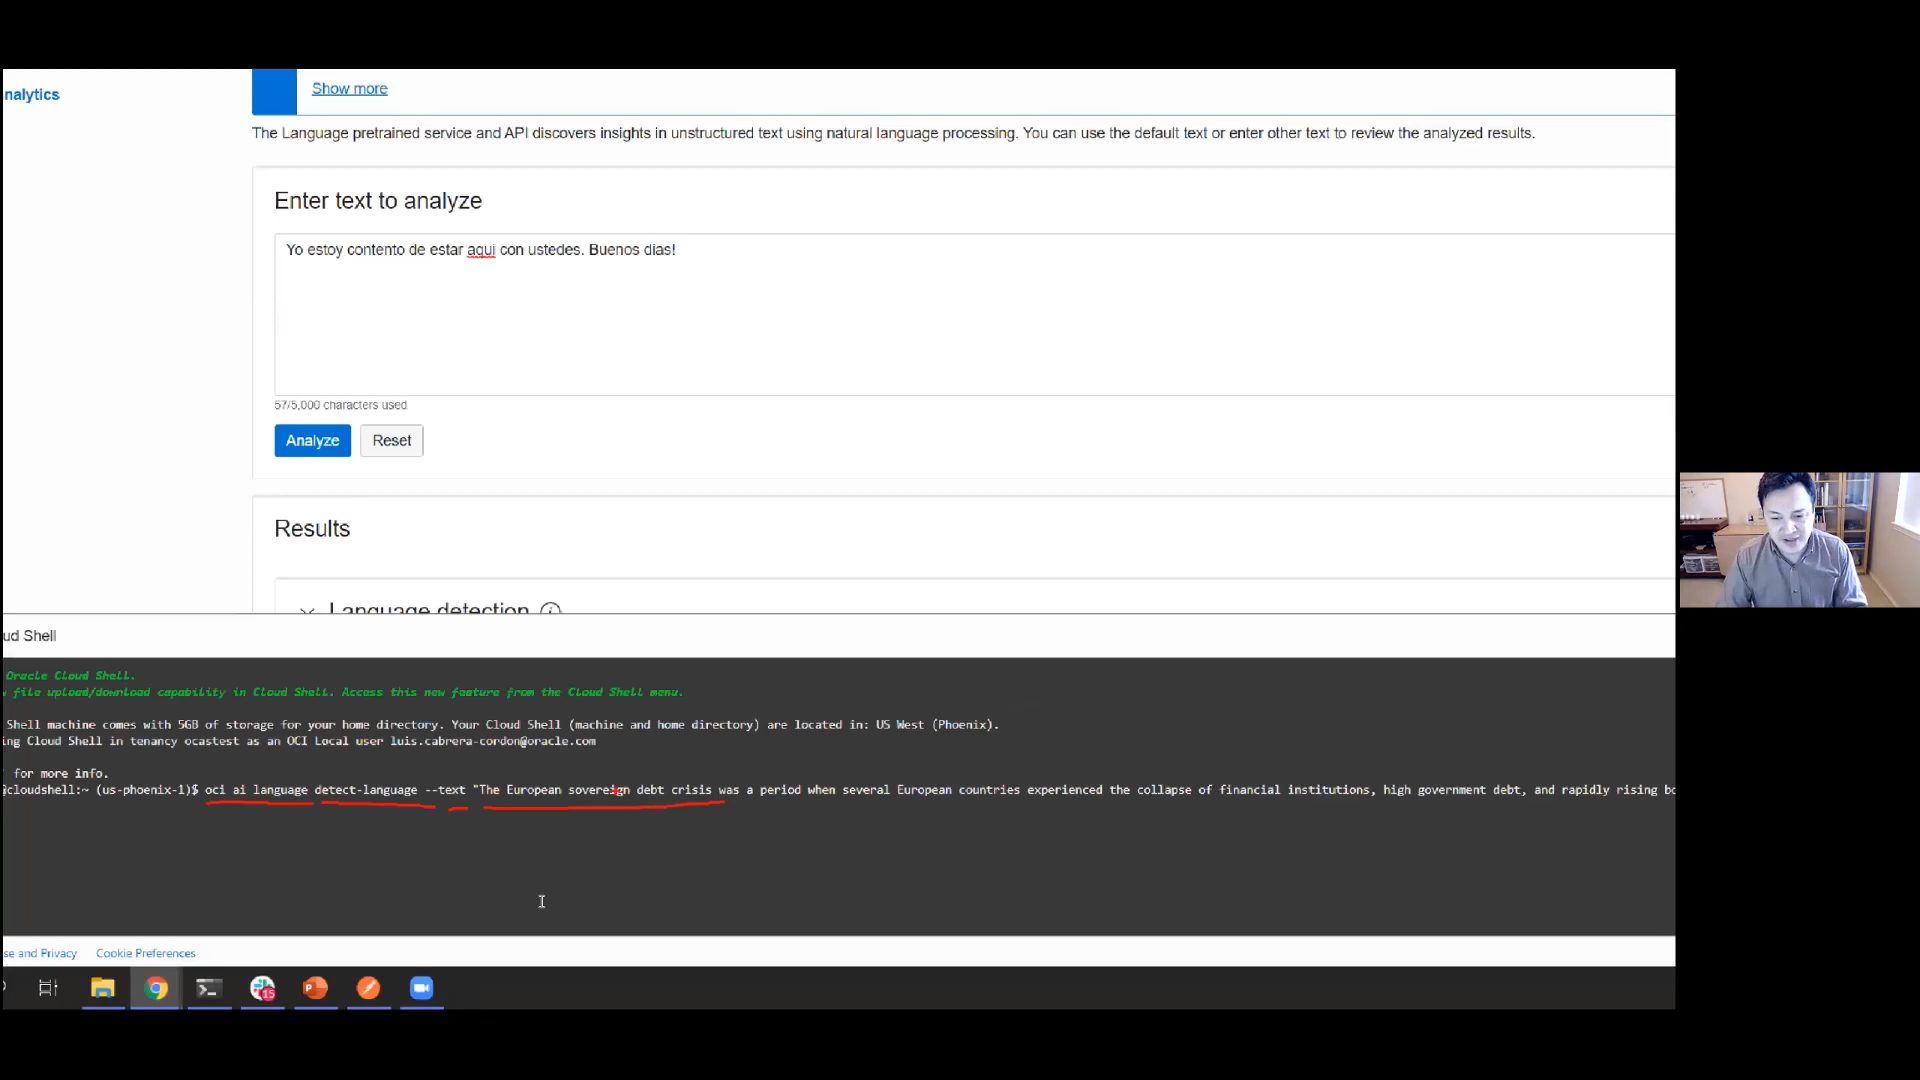 Show more
nalytics
The Language pretrained service and API discovers insights in unstructured text using natural language processing. You can use the default text or enter other text to review the analyzed results.
Enter text to analyze
Yo estoy contento de estar aqui con ustedes. Buenos dias!
57/5,000 characters used
Analyze Reset
Results
Language detection
ud Shell
Oracle Cloud Shell.
file upload/download capability in Cloud Shell. Access this new feature from the Cloud Shell menu.
Shell machine comes with 5GB of storage for your home directory. Your Cloud Shell (machine and home directory) are located in: US West (Phoenix).
ing Cloud Shell in tenancy ocastest as an OCI Local user luis.cabrera-cordon@oracle.com
for more info.
@cloudshell:~ (us-phoenix-1)$ oci ai language detect-language --text "The European sovereign debt crisis was a period when several European countries experienced the collapse of financial institutions, high government debt, and rapidly rising bo
se and Privacy Cookie Preferences
15